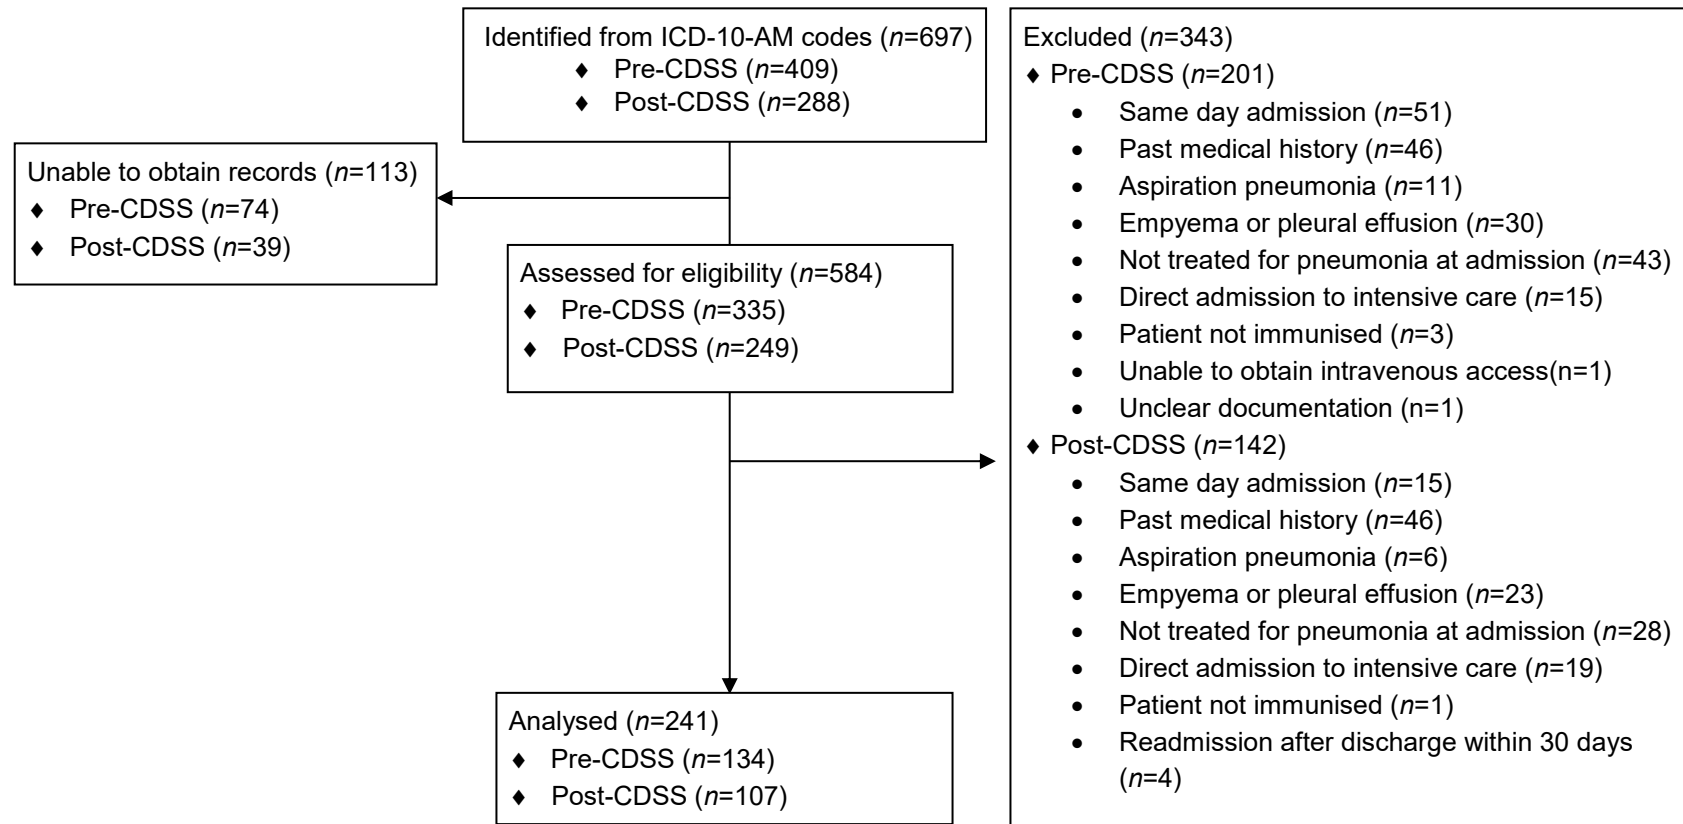 Identified from ICD-10-AM codes (n=697)
♦ Pre-CDSS (n=409)
♦ Post-CDSS (n=288)
Unable to obtain records (n=113)
♦ Pre-CDSS (n=74)
♦ Post-CDSS (n=39)
Assessed for eligibility (n=584)
♦ Pre-CDSS (n=335)
♦ Post-CDSS (n=249)
Excluded (n=343)
♦ Pre-CDSS (n=201)
• Same day admission (n=51)
• Past medical history (n=46)
• Aspiration pneumonia (n=11)
• Empyema or pleural effusion (n=30)
• Not treated for pneumonia at admission (n=43)
• Direct admission to intensive care (n=15)
• Patient not immunised (n=3)
• Unable to obtain intravenous access(n=1)
• Unclear documentation (n=1)
♦ Post-CDSS (n=142)
• Same day admission (n=15)
• Past medical history (n=46)
• Aspiration pneumonia (n=6)
• Empyema or pleural effusion (n=23)
• Not treated for pneumonia at admission (n=28)
• Direct admission to intensive care (n=19)
• Patient not immunised (n=1)
• Readmission after discharge within 30 days
(n=4)
Analysed (n=241)
♦ Pre-CDSS (n=134)
♦ Post-CDSS (n=107)